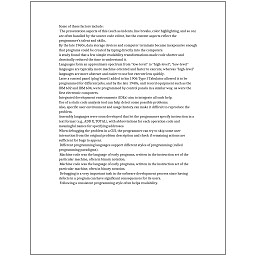 Some of these factors include:
The presentation aspects of this (such as indents, line breaks, color highlighting, and so on)
are often handled by the source code editor, but the content aspects reflect the
programmer's talent and skills.
By the late 1960s, data storage devices and computer terminals became inexpensive enough
that programs could be created by typing directly into the computers.
A study found that a few simple readability transformations made code shorter and
drastically reduced the time to understand it.
Languages form an approximate spectrum from "low-level" to "high-level"; "low-level"
languages are typically more machine-oriented and faster to execute, whereas "high-level"
languages are more abstract and easier to use but execute less quickly.
Later a control panel (plug board) added to his 1906 Type I Tabulator allowed it to be
programmed for different jobs, and by the late 1940s, unit record equipment such as the
IBM 602 and IBM 604, were programmed by control panels in a similar way, as were the
first electronic computers.
Integrated development environments (IDEs) aim to integrate all such help.
Use of a static code analysis tool can help detect some possible problems.
Also, specific user environment and usage history can make it difficult to reproduce the
problem.
Assembly languages were soon developed that let the programmer specify instruction in a
text format (e.g., ADD X, TOTAL), with abbreviations for each operation code and
meaningful names for specifying addresses.
When debugging the problem in a GUI, the programmer can try to skip some user
interaction from the original problem description and check if remaining actions are
sufficient for bugs to appear.
Different programming languages support different styles of programming (called
programming paradigms).
Machine code was the language of early programs, written in the instruction set of the
particular machine, often in binary notation.
Machine code was the language of early programs, written in the instruction set of the
particular machine, often in binary notation.
Debugging is a very important task in the software development process since having
defects in a program can have significant consequences for its users.
Following a consistent programming style often helps readability.